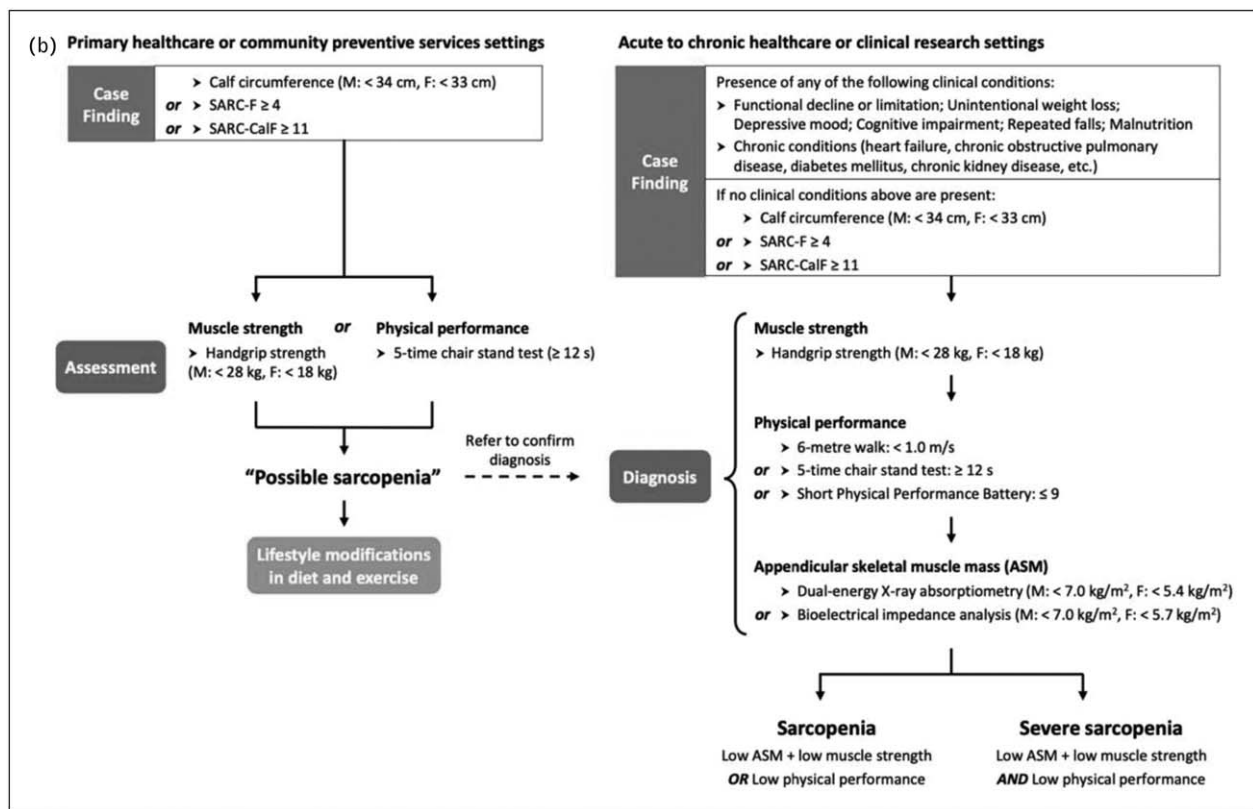 (b) Primary healthcare or community preventive services settings
Case
Finding
➤ Calf circumference (M: < 34 cm, F: < 33 cm)
or ➤ SARC-F ≥ 4
or ➤ SARC-CalF ≥ 11
Assessment
Muscle strength or Physical performance
➤ Handgrip strength
(M: < 28 kg, F: < 18 kg)
➤ 5-time chair stand test (≥ 12 s)
"Possible sarcopenia"
Refer to confirm
diagnosis
Lifestyle modifications
in diet and exercise
Acute to chronic healthcare or clinical research settings
Case
Finding
Presence of any of the following clinical conditions:
➤ Functional decline or limitation; Unintentional weight loss;
Depressive mood; Cognitive impairment; Repeated falls; Malnutrition
➤ Chronic conditions (heart failure, chronic obstructive pulmonary
disease, diabetes mellitus, chronic kidney disease, etc.)
If no clinical conditions above are present:
➤ Calf circumference (M: < 34 cm, F: < 33 cm)
or ➤ SARC-F ≥ 4
or ➤ SARC-CalF ≥ 11
Diagnosis
Muscle strength
➤ Handgrip strength (M: < 28 kg, F: < 18 kg)
Physical performance
➤ 6-metre walk: < 1.0 m/s
or ➤ 5-time chair stand test: ≥ 12 s
or ➤ Short Physical Performance Battery: ≤ 9
Appendicular skeletal muscle mass (ASM)
➤ Dual-energy X-ray absorptiometry (M: < 7.0 kg/m², F: < 5.4 kg/m²)
or ➤ Bioelectrical impedance analysis (M: < 7.0 kg/m², F: < 5.7 kg/m²)
Sarcopenia
Low ASM + low muscle strength
OR Low physical performance
Severe sarcopenia
Low ASM + low muscle strength
AND Low physical performance